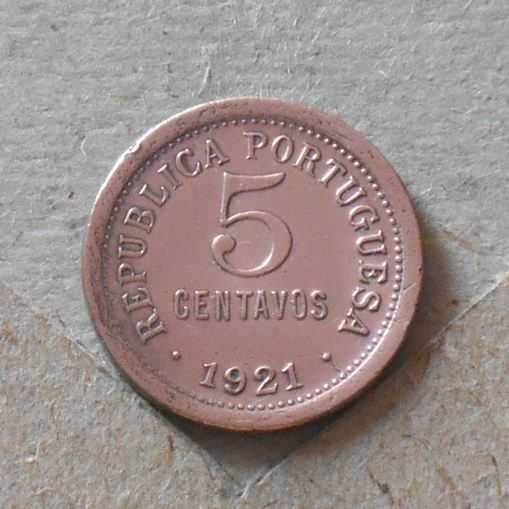 REPUBLICA PORTUGUESA
5
CENTAVOS
· 1921 ·